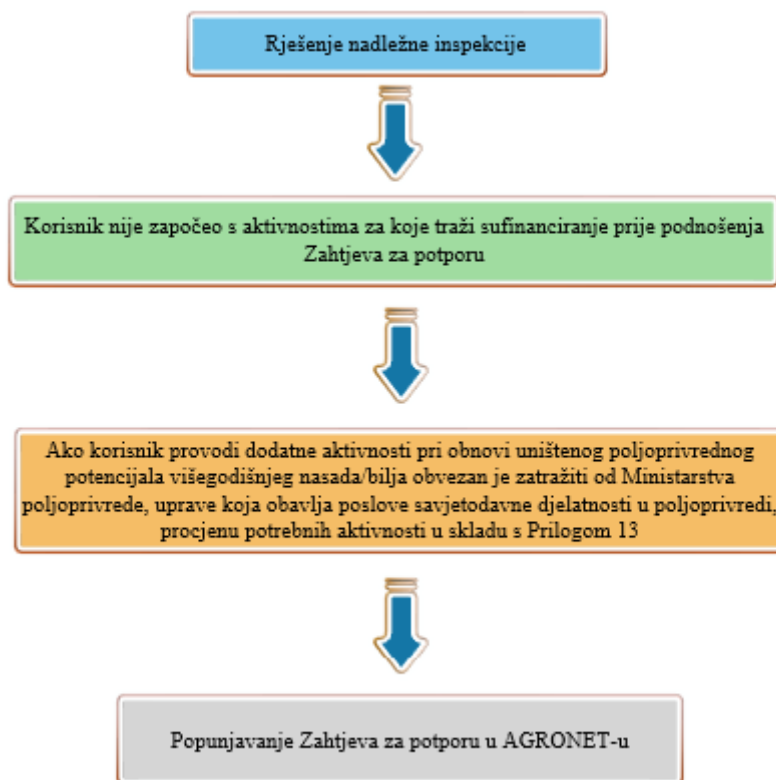 Rješenje nadležne inspekcije
Korisnik nije započeo s aktivnostima za koje traži sufinanciranje prije podnošenja
Zahtjeva za potporu
Ako korisnik provodi dodatne aktivnosti pri obnovi uništenog poljoprivrednog
potencijala višegodišnjeg nasada/bilja obvezan je zatražiti od Ministarstva
poljoprivrede, uprave koja obavlja poslove savjetodavne djelatnosti u poljoprivredi,
procjenu potrebnih aktivnosti u skladu s Prilogom 13
Popunjavanje Zahtjeva za potporu u AGRONET-u